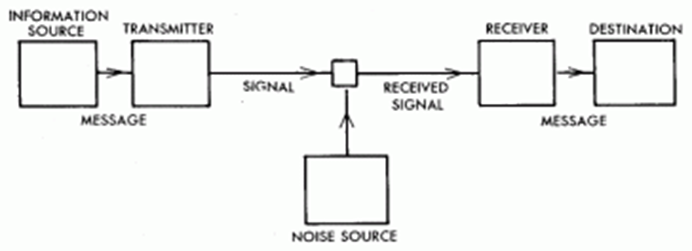 INFORMATION
SOURCE
TRANSMITTER
RECEIVER
DESTINATION
SIGNAL
RECEIVED
SIGNAL
MESSAGE
MESSAGE
NOISE SOURCE